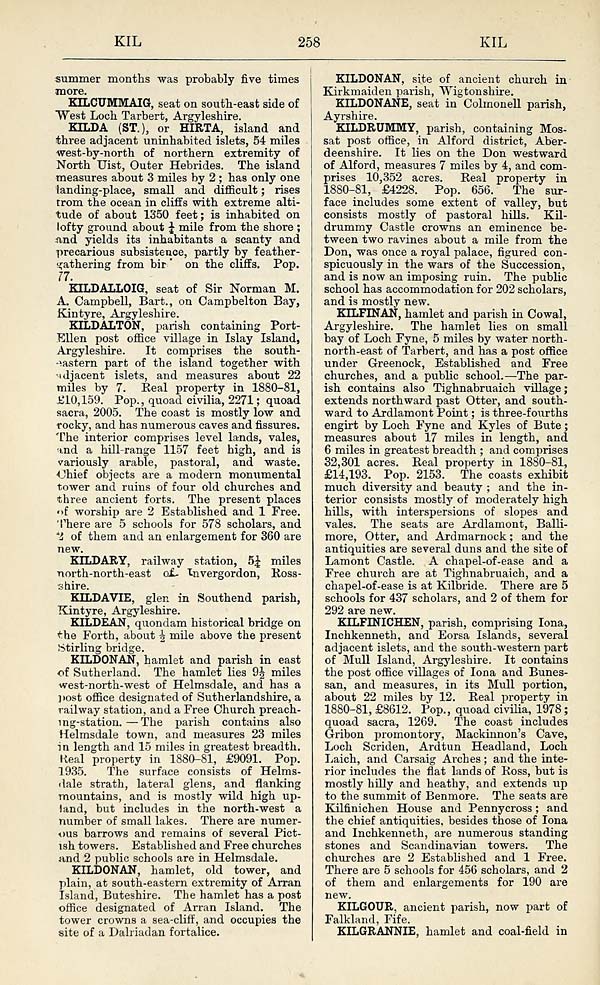 KIL 258 KIL
summer months was probably five times
more.
KILCUMMAIG, seat on south-east side of
West Loch Tarbert, Argyleshire.
KILDA (ST.), or HIRTA, island and
three adjacent uninhabited islets, 54 miles
west-by-north of northern extremity of
North Uist, Outer Hebrides. The island
measures about 3 miles by 2; has only one
landing-place, small and difficult; rises
from the ocean in cliffs with extreme alti-
tude of about 1350 feet; is inhabited on
lofty ground about ¼ mile from the shore;
and yields its inhabitants a scanty and
precarious subsistence, partly by feather-
gathering from bir on the cliffs. Pop.
77.
KILDALLOIG, seat of Sir Norman M.
A. Campbell, Bart., on Campbelton Bay,
Kintyre, Argyleshire.
KILDALTON, parish containing Port-
Ellen post office village in Islay Island,
Argyleshire. It comprises the south-
eastern part of the island together with
adjacent islets, and measures about 22
miles by 7. Real property in 1880-81,
£10,159. Pop., quoad civilia, 2271; quoad
sacra, 2005. The coast is mostly low and
rocky, and has numerous caves and fissures.
The interior comprises level lands, vales,
and a hill-range 1157 feet high, and is
variously arable, pastoral, and waste.
Chief objects are a modern monumental
tower and ruins of four old churches and
three ancient forts. The present places
of worship are 2 Established and 1 Free.
There are 5 schools for 578 scholars, and
2 of them and an enlargement for 360 are
new.
KILDARY, railway station, 5¼ miles
north-north-east of Invergordon, Ross-
shire.
KILDAVIE, glen in Southend parish,
Kintyre, Argyleshire.
KILDEAN, quondam historical bridge on
the Forth, about ½ mile above the present
Stirling bridge.
KILDONAN, hamlet and parish in east
of Sutherland. The hamlet lies 9½ miles
west-north-west of Helmsdale, and has a
post office designated of Sutherlandshire, a
railway station, and a Free Church preach-
ing-station. — The parish contains also
Helmsdale town, and measures 23 miles
in length and 15 miles in greatest breadth.
Real property in 1880-81, £9091. Pop.
1935. The surface consists of Helms-
dale strath, lateral glens, and flanking
mountains, and is mostly wild high up-
land, but includes in the north-west a
number of small lakes. There are numer-
ous barrows and remains of several Pict-
ish towers. Established and Free churches
and 2 public schools are in Helmsdale.
KILDONAN, hamlet, old tower, and
plain, at south-eastern extremity of Arran
Island, Buteshire. The hamlet has a post
office designated of Arran Island. The
tower crowns a sea-cliff, and occupies the
site of a Dalriadan fortalice.
KILDONAN, site of ancient church in
Kirkmaiden parish, Wigtonshire.
KILDONANE, seat in Colmonell parish,
Ayrshire.
KILDRUMMY, parish, containing Mos-
sat post office, in Alford district, Aber-
deenshire. It lies on the Don westward
of Alford, measures 7 miles by 4, and com-
prises 10,352 acres. Real property in
1880-81, £4228. Pop. 656. The sur-
face includes some extent of valley, but
consists mostly of pastoral hills. Kil-
drummy Castle crowns an eminence be-
tween two ravines about a mile from the
Don, was once a royal palace, figured con-
spicuously in the wars of the Succession,
and is now an imposing ruin. The public
school has accommodation for 202 scholars,
and is mostly new.
KILFINAN, hamlet and parish in Cowal,
Argyleshire. The hamlet lies on small
bay of Loch Fyne, 5 miles by water north-
north-east of Tarbert, and has a post office
under Greenock, Established and Free
churches, and a public school.—The par-
ish contains also Tighnabruaich village;
extends northward past Otter, and south-
ward to Ardlamont Point; is three-fourths
engirt by Loch Fyne and Kyles of Bute;
measures about 17 miles in length, and
6 miles in greatest breadth; and comprises
32,301 acres. Real property in 1880-81,
£14,193. Pop. 2153. The coasts exhibit
much diversity and beauty; and the in-
terior consists mostly of moderately high
hills, with interspersions of slopes and
vales. The seats are Ardlamont, Balli-
more, Otter, and Ardmarnock; and the
antiquities are several duns and the site of
Lamont Castle. A chapel-of-ease and a
Free church are at Tighnabruaich, and a
chapel-of-ease is at Kilbride. There are 5
schools for 437 scholars, and 2 of them for
292 are new.
KILFINICHEN, parish, comprising Iona,
Inchkenneth, and Eorsa Islands, several
adjacent islets, and the south-western part
of Mull Island, Argyleshire. It contains
the post office villages of Iona and Bunes-
san, and measures, in its Mull portion,
about 22 miles by 12. Real property in
1880-81, £8612. Pop., quoad civilia, 1978;
quoad sacra, 1269. The coast includes
Gribon promontory, Mackinnon's Cave,
Loch Scriden, Ardtun Headland, Loch
Laich, and Carsaig Arches; and the inte-
rior includes the flat lands of Ross, but is
mostly hilly and heathy, and extends up
to the summit of Benmore. The seats are
Kilfinichen House and Pennycross; and
the chief antiquities, besides those of Iona
and Inchkenneth, are numerous standing
stones and Scandinavian towers. The
churches are 2 Established and 1 Free.
There are 5 schools for 456 scholars, and 2
of them and enlargements for 190 are
new.
KILGOUR, ancient parish, now part of
Falkland, Fife.
KILGRANNIE, hamlet and coal-field in